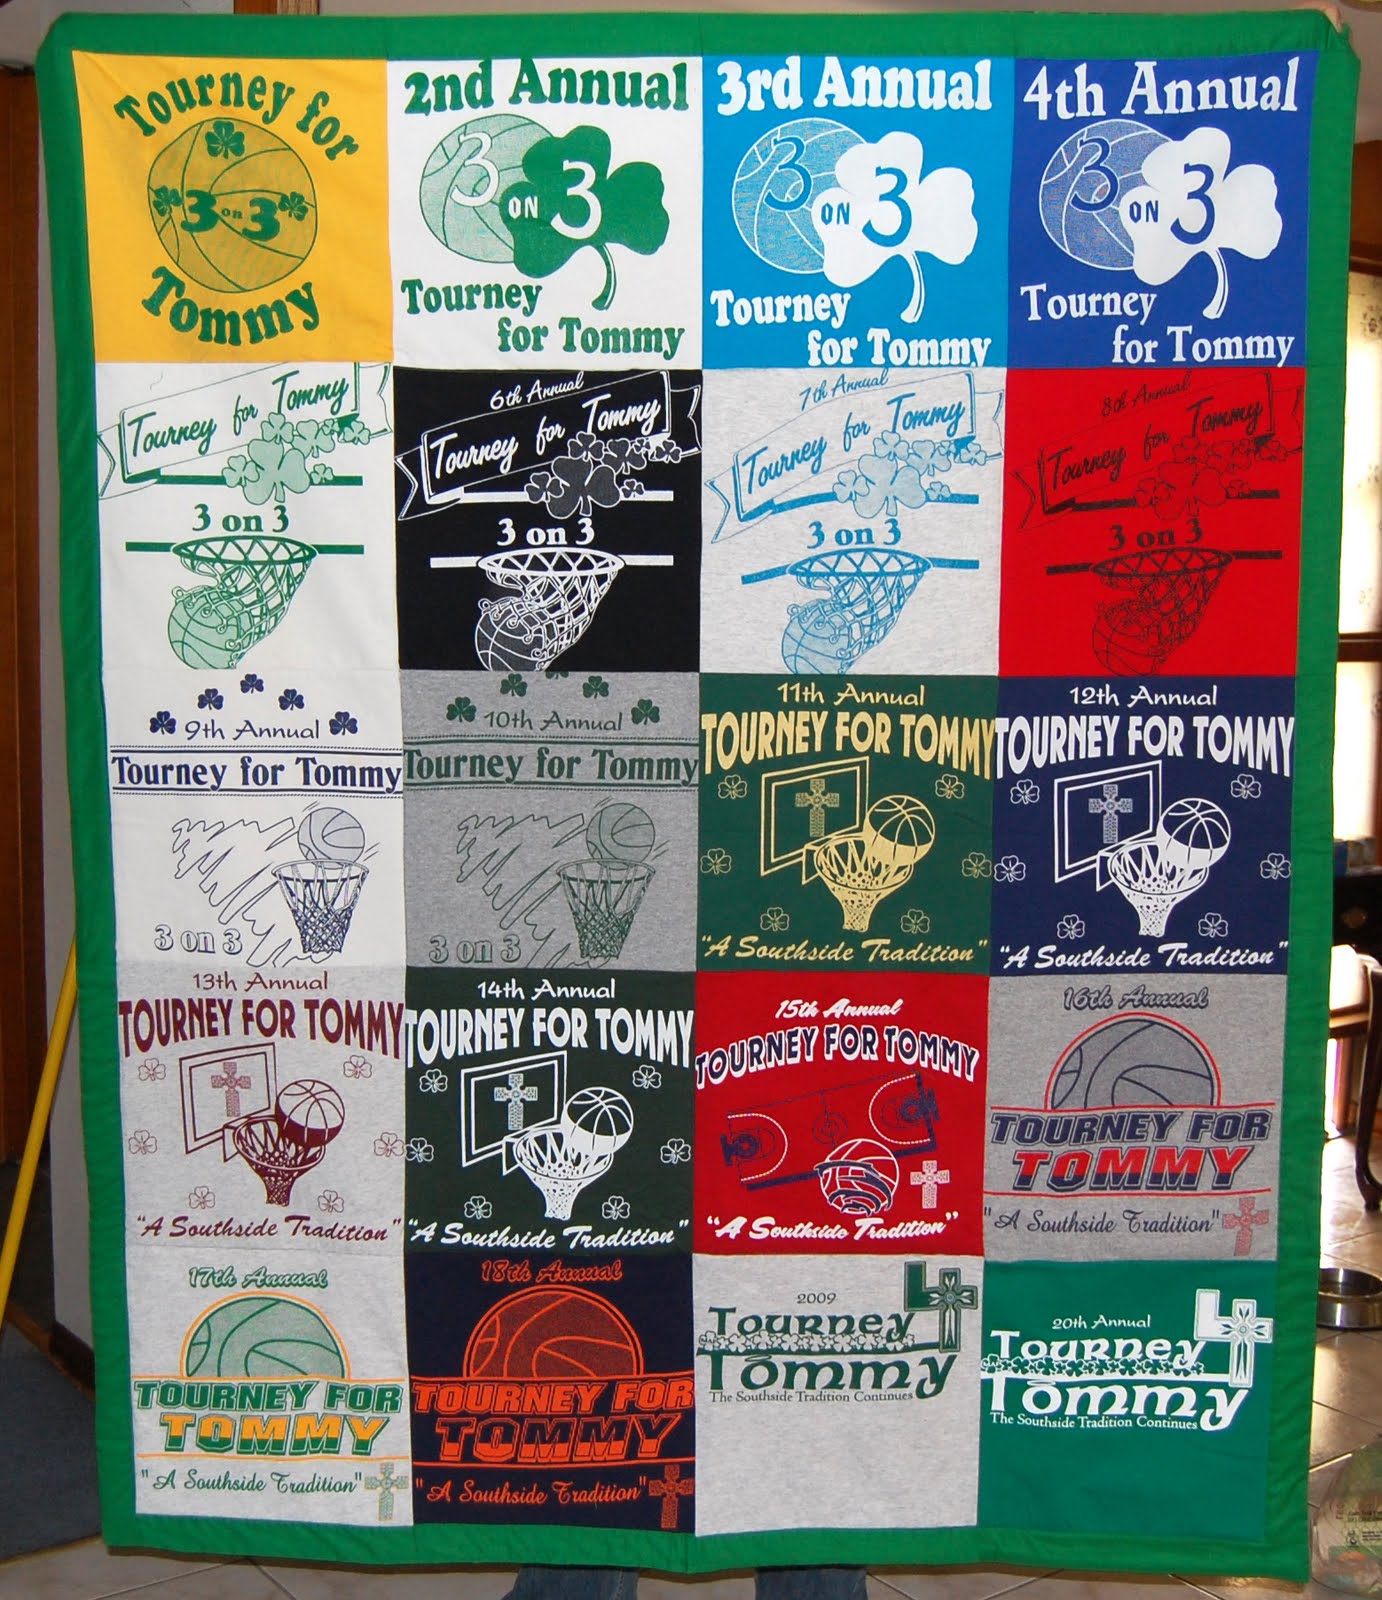 Tourney for
3 on 3
Tommy
2nd Annual
3 ON 3
Tourney
for Tommy
3rd Annual
3 ON 3
Tourney
for Tommy
4th Annual
3 ON 3
Tourney
for Tommy
Tourney for Tommy
3 on 3
6th Annual
Tourney for Tommy
3 on 3
7th Annual
Tourney for Tommy
3 on 3
8th Annual
Tourney for Tommy
3 on 3
9th Annual
Tourney for Tommy
3 on 3
10th Annual
Tourney for Tommy
3 on 3
11th Annual
TOURNEY FOR TOMMY
"A Southside Tradition"
12th Annual
TOURNEY FOR TOMMY
"A Southside Tradition"
13th Annual
TOURNEY FOR TOMMY
"A Southside Tradition"
14th Annual
TOURNEY FOR TOMMY
"A Southside Tradition"
15th Annual
TOURNEY FOR TOMMY
"A Southside Tradition"
16th Annual
TOURNEY FOR
TOMMY
"A Southside Tradition"
17th Annual
TOURNEY FOR
TOMMY
"A Southside Tradition"
18th Annual
TOURNEY FOR
TOMMY
"A Southside Tradition"
2009
Tourney
4
Tommy
The Southside Tradition Continues
20th Annual
Tourney
4
Tommy
The Southside Tradition Continues